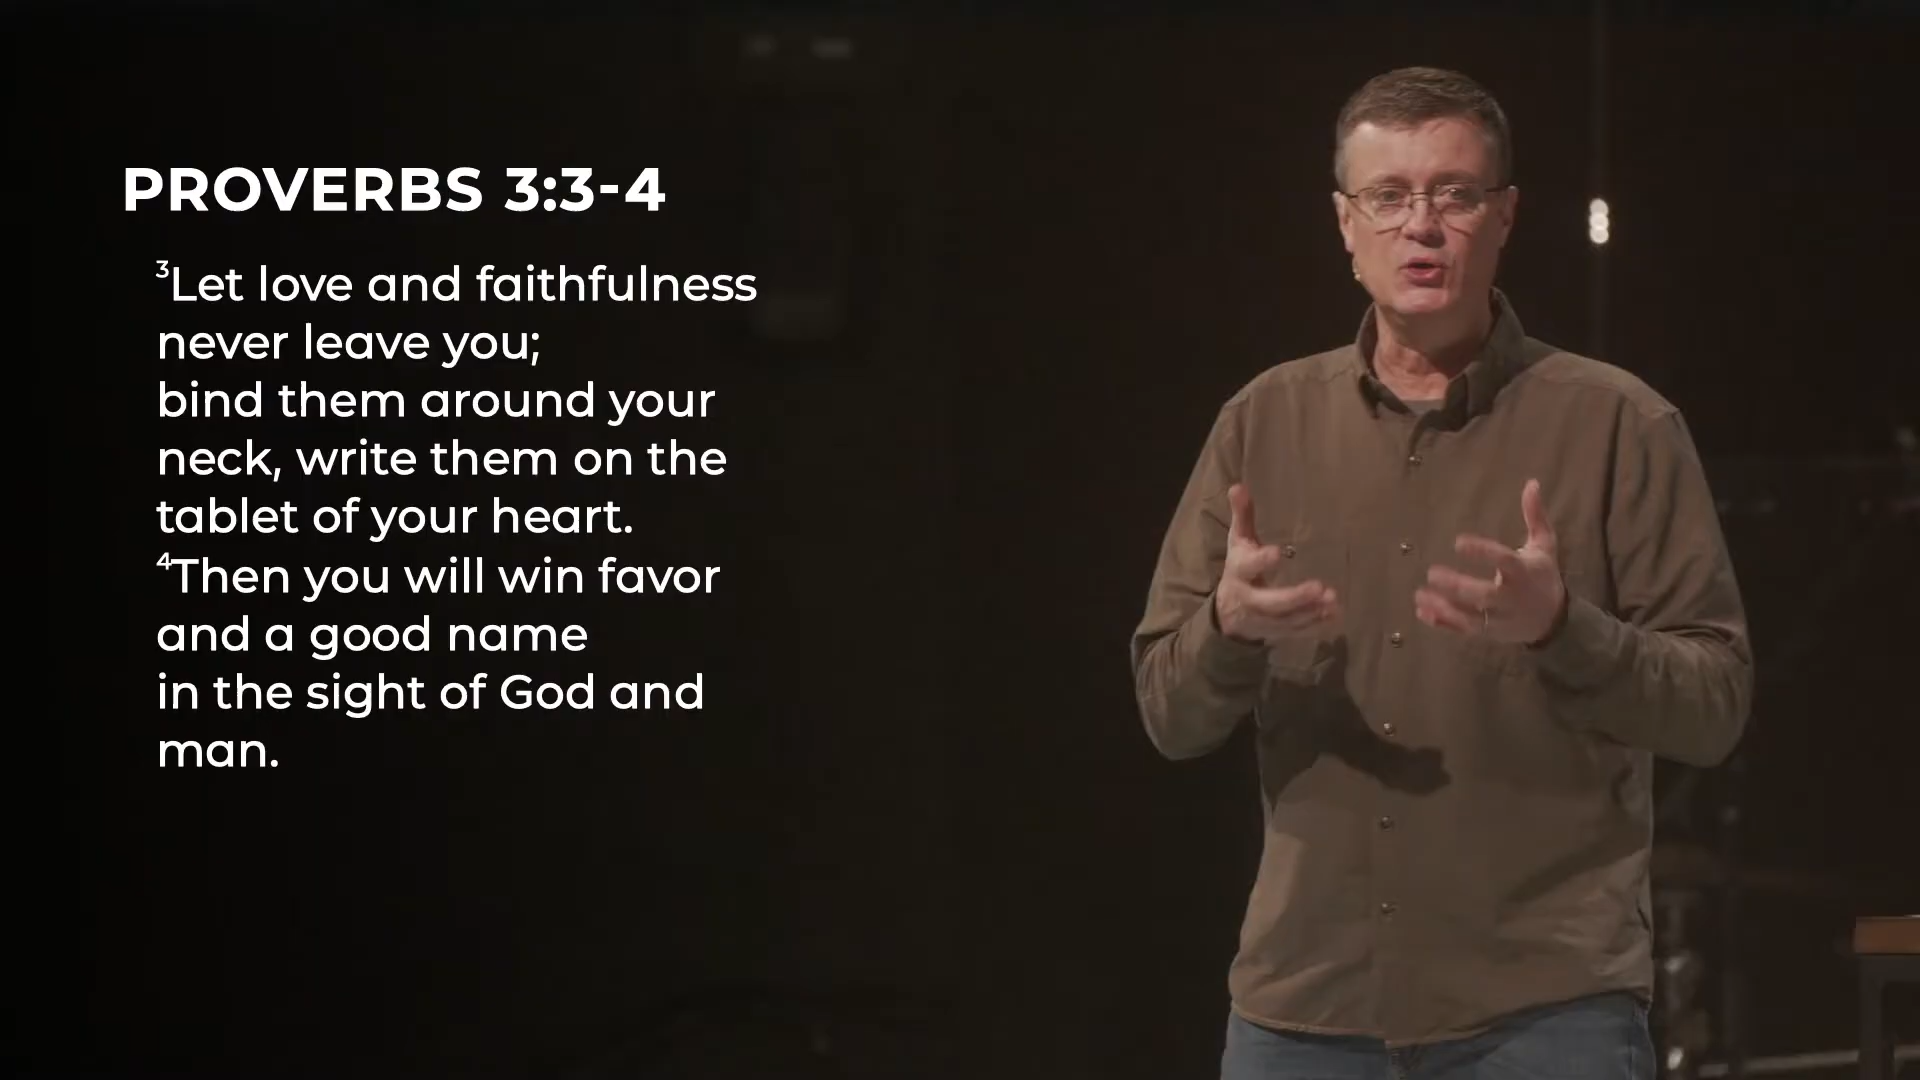 PROVERBS 3:3-4
³Let love and faithfulness
never leave you;
bind them around your
neck, write them on the
tablet of your heart.
⁴Then you will win favor
and a good name
in the sight of God and
man.